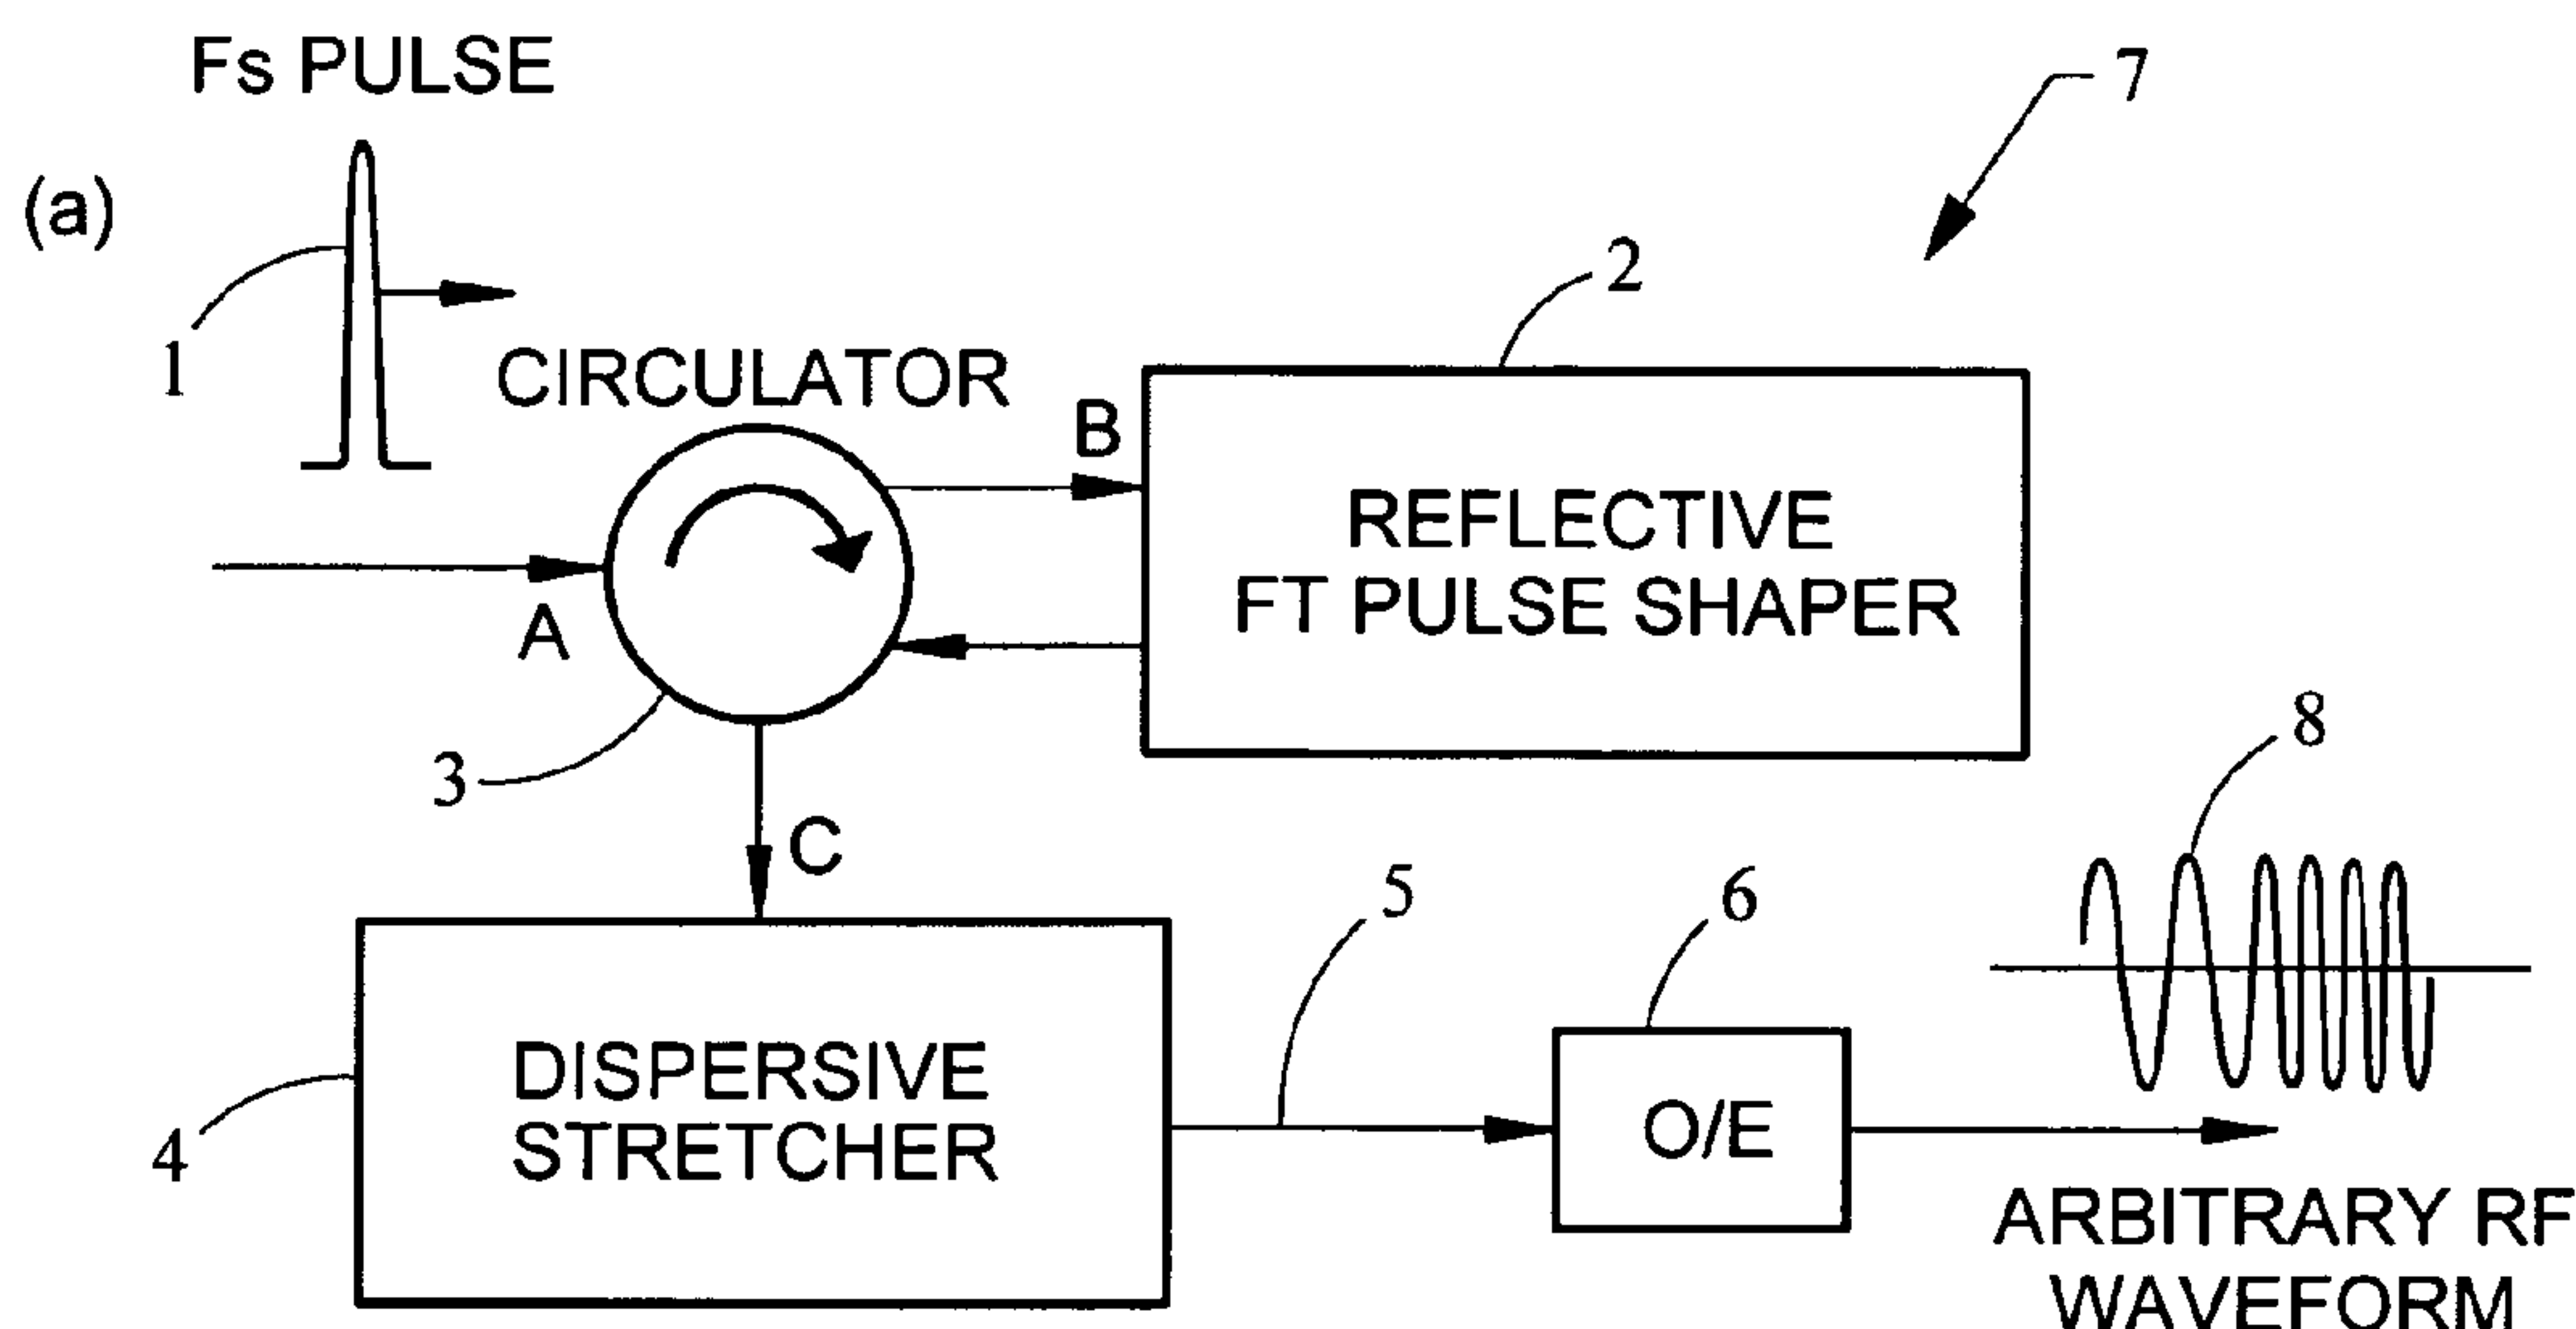 Fs PULSE
7
(a)
2
1
CIRCULATOR
B
REFLECTIVE
FT PULSE SHAPER
A
3
8
C
5
6
DISPERSIVE
STRETCHER
O/E
4
ARBITRARY RF
WAVEFORM